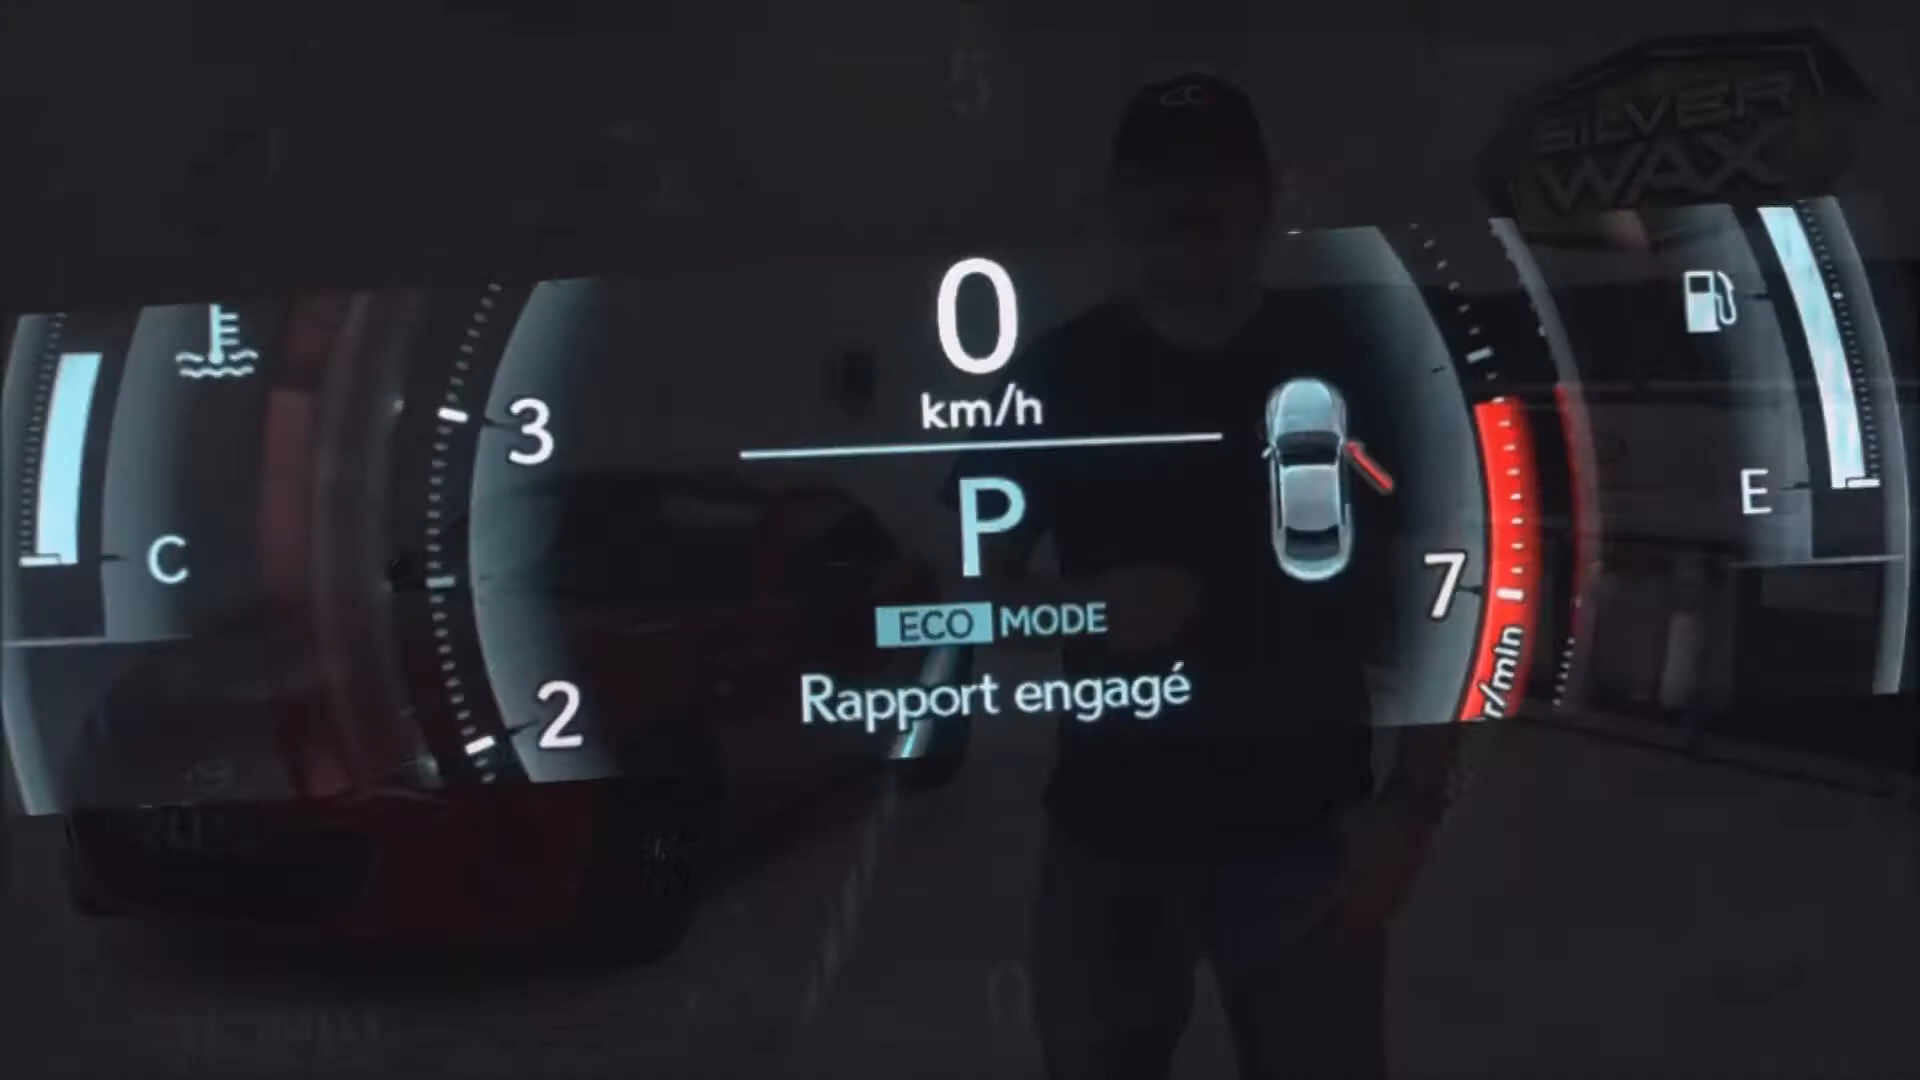 SILVER
WAX
0
km/h
3
P
E
C
7
ECO MODE
r/min
2
Rapport engagé